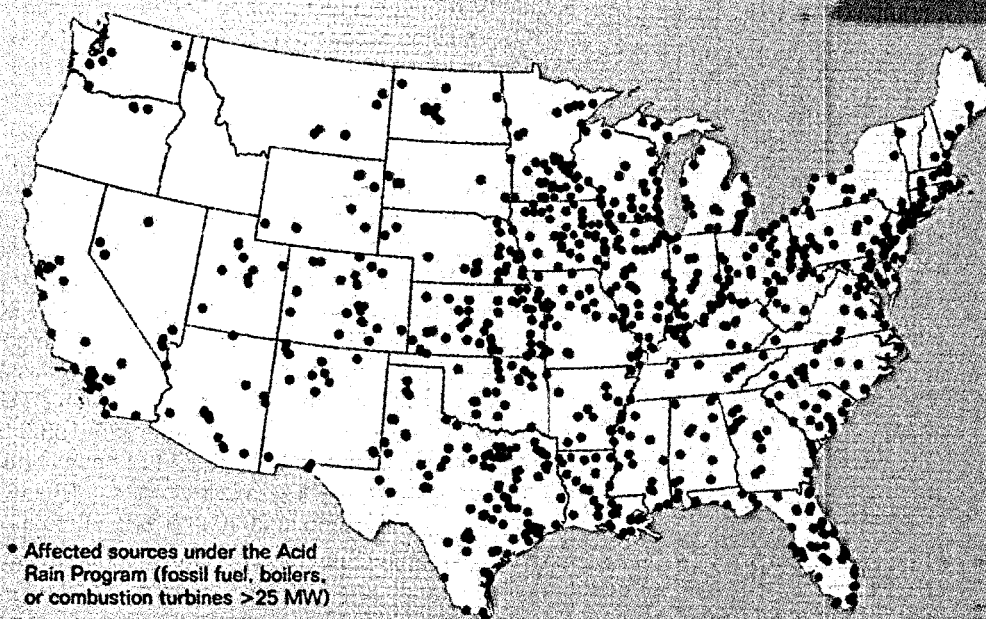 • Affected sources under the Acid
Rain Program (fossil fuel, boilers,
or combustion turbines >25 MW)